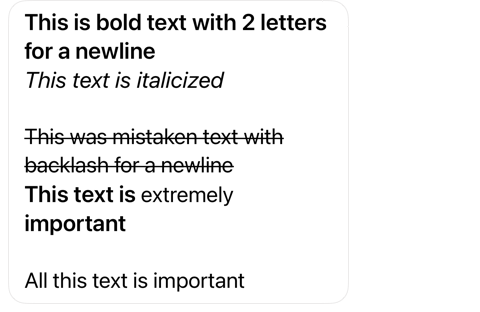 This is bold text with 2 letters
for a newline
This text is italicized
This was mistaken text with
backlash for a newline
This text is extremely
important
All this text is important